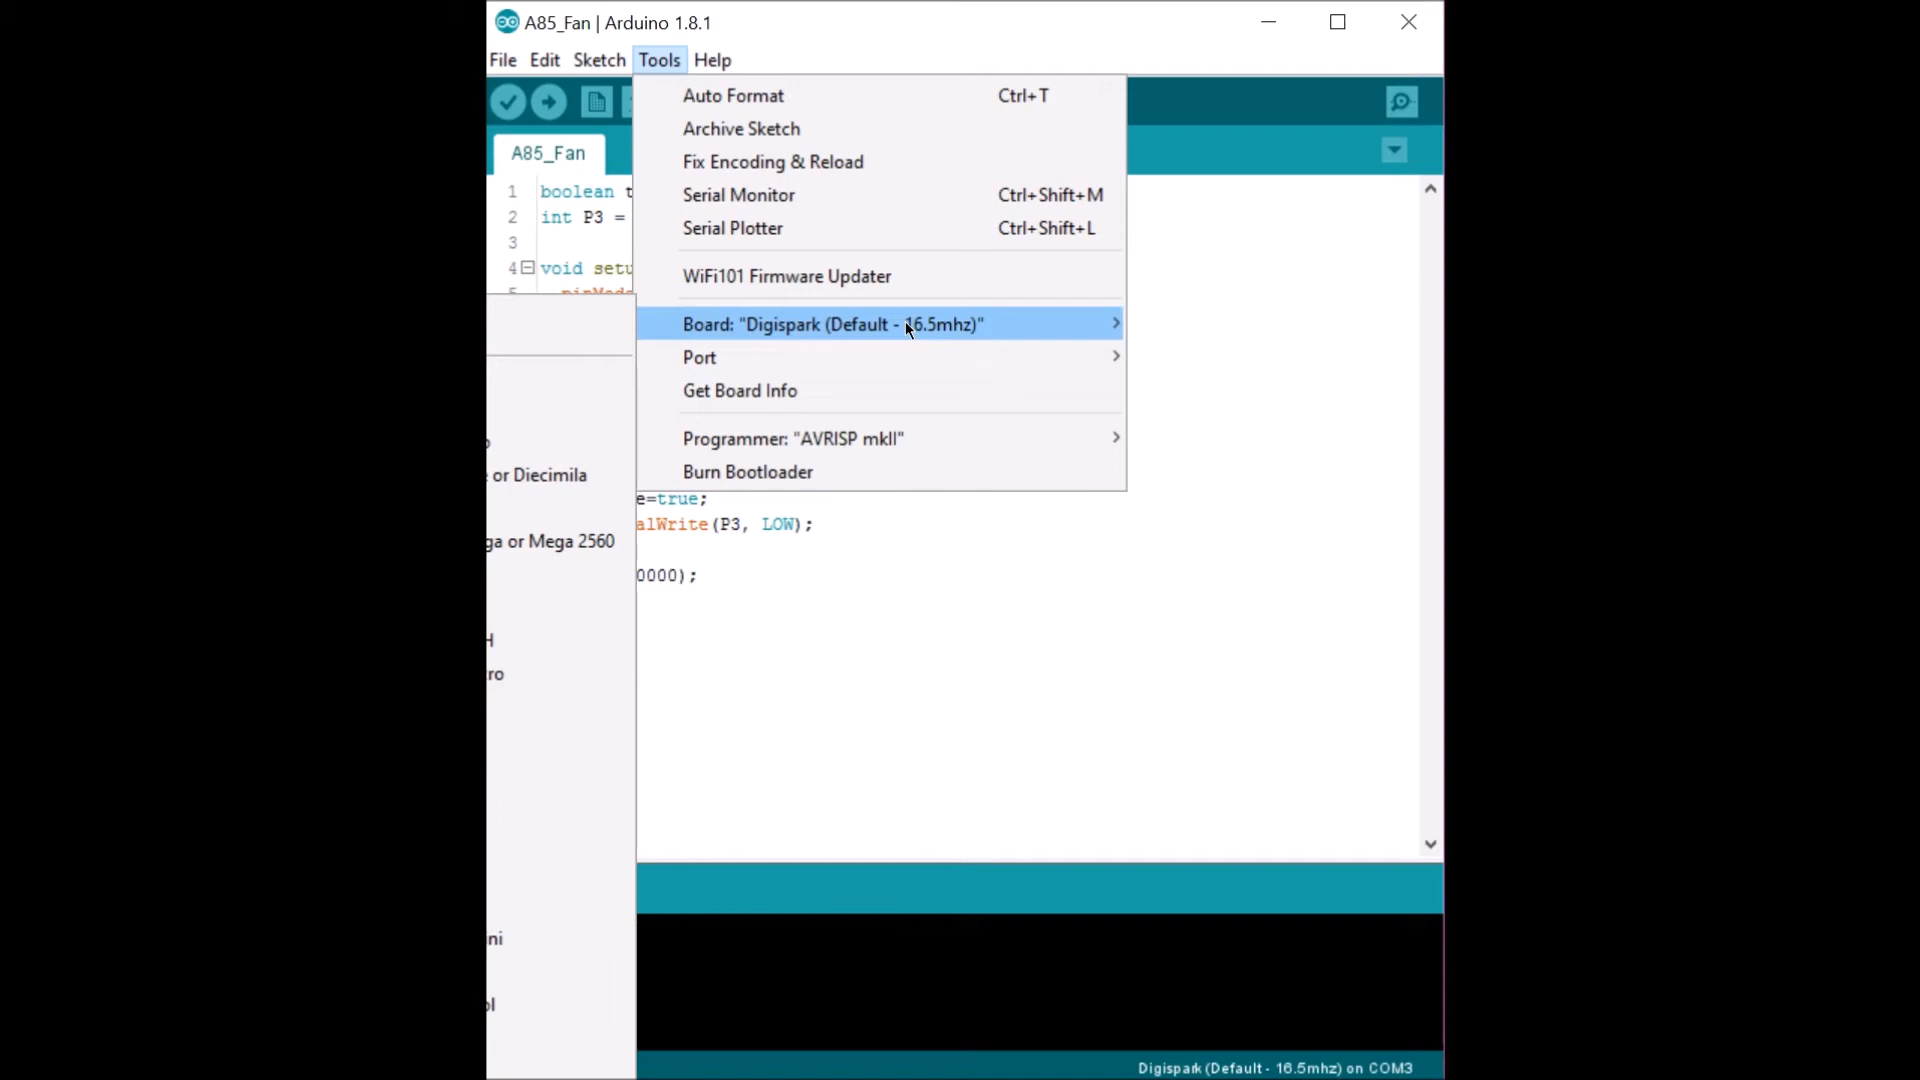 A85_Fan | Arduino 1.8.1
File Edit Sketch Tools Help
Auto Format Ctrl+T
Archive Sketch
Fix Encoding & Reload
Serial Monitor Ctrl+Shift+M
Serial Plotter Ctrl+Shift+L
WiFi101 Firmware Updater
Board: "Digispark (Default - 16.5mhz)"
Port
Get Board Info
Programmer: "AVRISP mkII"
Burn Bootloader
A85_Fan
1 boolean t
2 int P3 =
3
4 void setu
or Diecimila
ga or Mega 2560
H
ro
ni
ol
e=true;
alWrite(P3, LOW);
0000);
Digispark (Default - 16.5mhz) on COM3